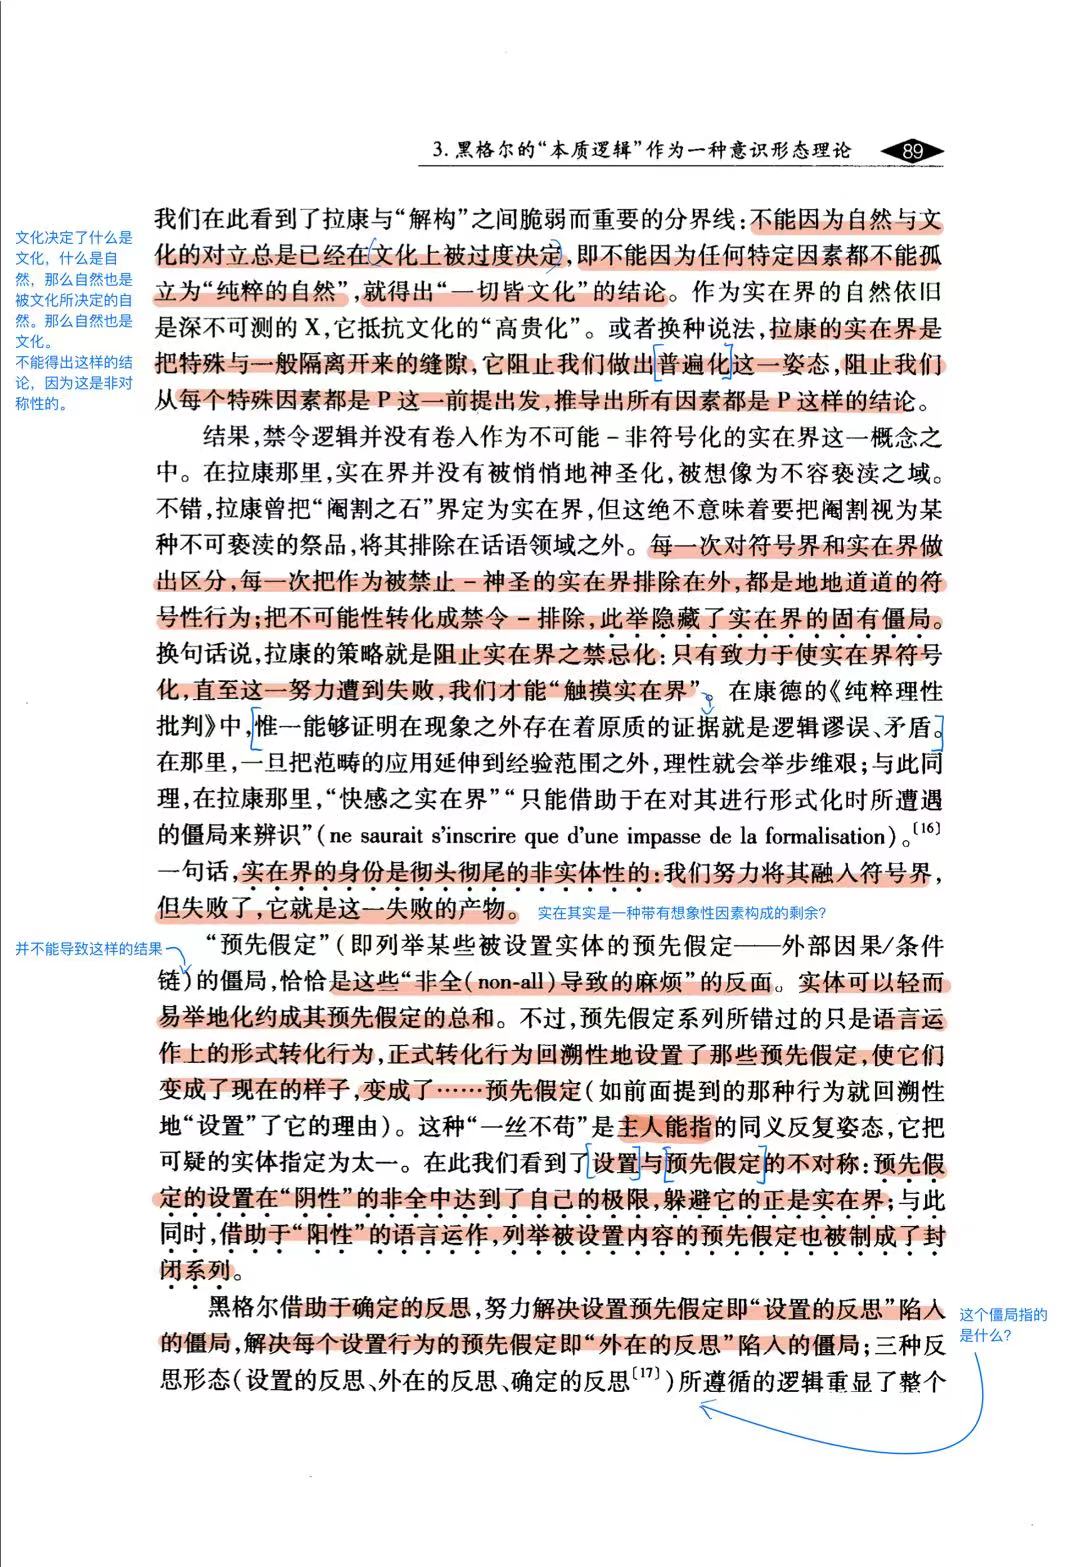 3. 黑格尔的“本质逻辑”作为一种意识形态理论 89
我们在此看到了拉康与“解构”之间脆弱而重要的分界线:不能因为自然与文
化的对立总是已经在文化上被过度决定,即不能因为任何特定因素都不能孤
立为“纯粹的自然”,就得出“一切皆文化”的结论。作为实在界的自然依旧
是深不可测的 X,它抵抗文化的“高贵化”。或者换种说法,拉康的实在界是
把特殊与一般隔离开来的缝隙,它阻止我们做出普遍化这一姿态,阻止我们
从每个特殊因素都是 P 这一前提出发,推导出所有因素都是 P 这样的结论。
文化决定了什么是
文化，什么是自
然，那么自然也是
被文化所决定的自
然。那么自然也是
文化。
不能得出这样的结
论，因为这是非对
称性的。
结果,禁令逻辑并没有卷入作为不可能－非符号化的实在界这一概念之
中。在拉康那里,实在界并没有被悄悄地神圣化,被想像为不容亵渎之域。
不错,拉康曾把“阉割之石”界定为实在界,但这绝不意味着要把阉割视为某
种不可亵渎的祭品,将其排除在话语领域之外。每一次对符号界和实在界做
出区分,每一次把作为被禁止－神圣的实在界排除在外,都是地地道道的符
号性行为;把不可能性转化成禁令－排除,此举隐藏了实在界的固有僵局。
换句话说,拉康的策略就是阻止实在界之禁忌化:只有致力于使实在界符号
化,直至这一努力遭到失败,我们才能“触摸实在界”。在康德的《纯粹理性
批判》中,惟一能够证明在现象之外存在着原质的证据就是逻辑谬误、矛盾。
在那里,一旦把范畴的应用延伸到经验范围之外,理性就会举步维艰;与此同
理,在拉康那里,“快感之实在界”“只能借助于在对其进行形式化时所遭遇
的僵局来辨识”(ne saurait s’inscrire que d’une impasse de la formalisation)。〔16〕
一句话,实在界的身份是彻头彻尾的非实体性的:我们努力将其融入符号界,
但失败了,它就是这一失败的产物。
实在其实是一种带有想象性因素构成的剩余？
并不能导致这样的结果
“预先假定”(即列举某些被设置实体的预先假定——外部因果/条件
链)的僵局,恰恰是这些“非全(non-all)导致的麻烦”的反面。实体可以轻而
易举地化约成其预先假定的总和。不过,预先假定系列所错过的只是语言运
作上的形式转化行为,正式转化行为回溯性地设置了那些预先假定,使它们
变成了现在的样子,变成了……预先假定(如前面提到的那种行为就回溯性
地“设置”了它的理由)。这种“一丝不苟”是主人能指的同义反复姿态,它把
可疑的实体指定为太一。在此我们看到了设置与预先假定的不对称:预先假
定的设置在“阴性”的非全中达到了自己的极限,躲避它的正是实在界;与此
同时,借助于“阳性”的语言运作,列举被设置内容的预先假定也被制成了封
闭系列。
黑格尔借助于确定的反思,努力解决设置预先假定即“设置的反思”陷入
的僵局,解决每个设置行为的预先假定即“外在的反思”陷入的僵局;三种反
思形态(设置的反思、外在的反思、确定的反思〔17〕)所遵循的逻辑重显了整个
这个僵局指的
是什么？